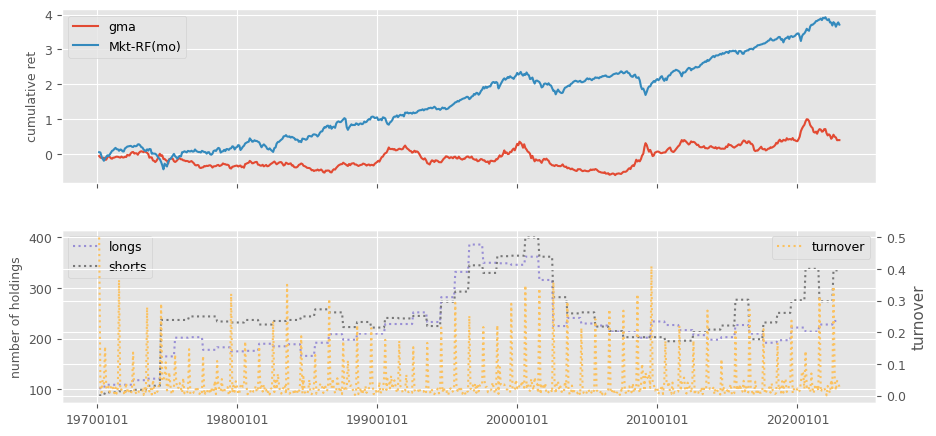 4
3
2
1
0
cumulative ret
gma
Mkt-RF(mo)
400
300
200
100
number of holdings
longs
shorts
turnover
0.5
0.4
0.3
0.2
0.1
0.0
turnover
19700101
19800101
19900101
20000101
20100101
20200101